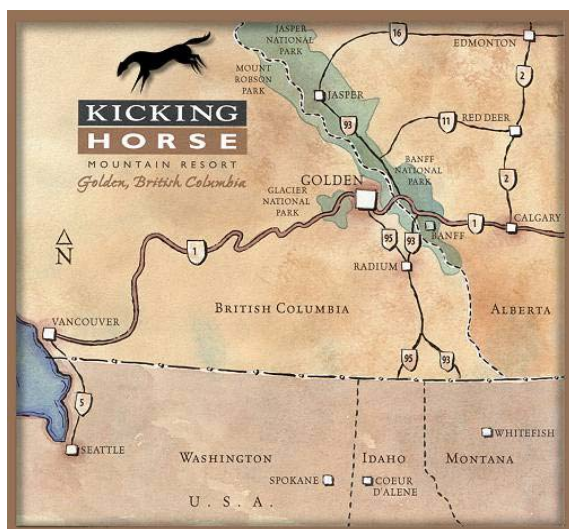 JASPER
NATIONAL
PARK
16
EDMONTON
MOUNT
ROBSON
PARK
2
JASPER
KICKING
HORSE
MOUNTAIN RESORT
Golden, British Columbia
93
11
RED DEER
BANFF
NATIONAL
PARK
GOLDEN
GLACIER
NATIONAL
PARK
2
1
CALGARY
BANFF
95
93
N
1
RADIUM
BRITISH COLUMBIA
ALBERTA
VANCOUVER
95
93
5
SEATTLE
WHITEFISH
WASHINGTON
IDAHO
MONTANA
SPOKANE
COEUR
D'ALENE
U. S. A.